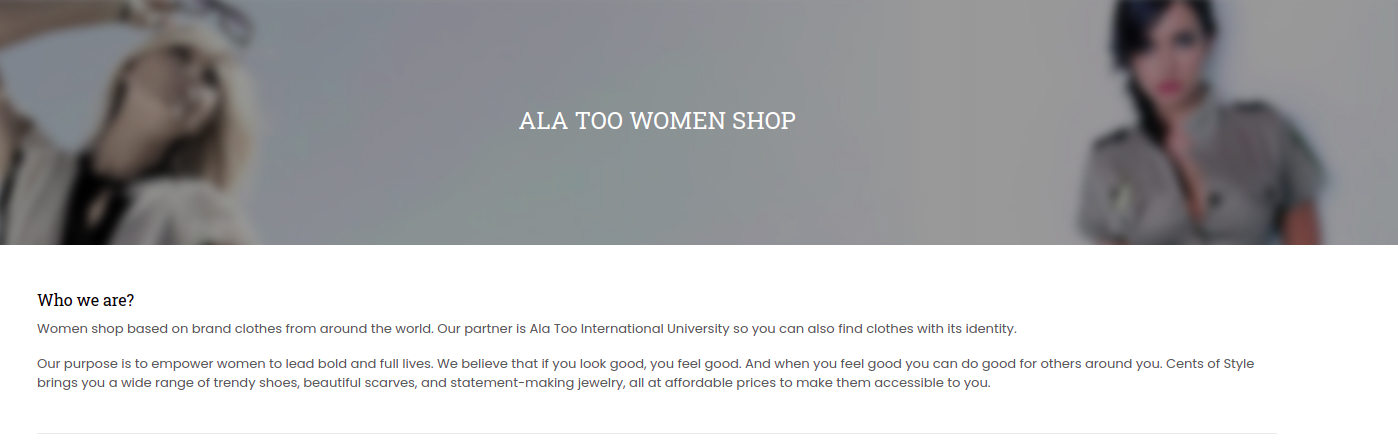 ALA TOO WOMEN SHOP
Who we are?
Women shop based on brand clothes from around the world. Our partner is Ala Too International University so you can also find clothes with its identity.
Our purpose is to empower women to lead bold and full lives. We believe that if you look good, you feel good. And when you feel good you can do good for others around you. Cents of Style
brings you a wide range of trendy shoes, beautiful scarves, and statement-making jewelry, all at affordable prices to make them accessible to you.